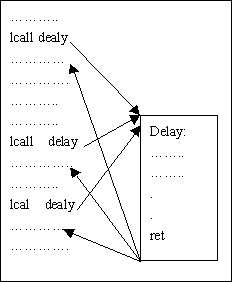 …………
lcall dealy
…………
……………
…………
…………
lcall delay
……………
…………
lcal dealy
…………
……………
Delay:
………
………
.
.
ret